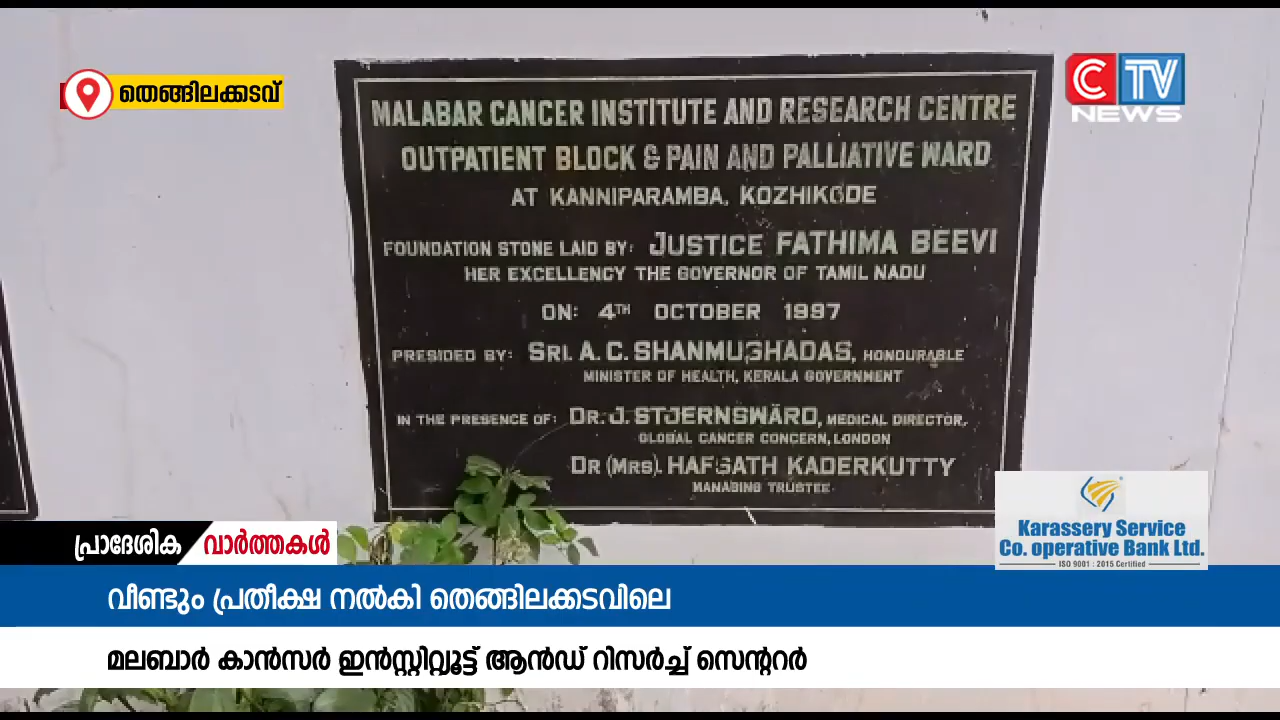 തെങ്ങിലക്കടവ്
CTV
NEWS
MALABAR CANCER INSTITUTE AND RESEARCH CENTRE
OUTPATIENT BLOCK & PAIN AND PALLIATIVE WARD
AT KANNIPARAMBA, KOZHIKODE
FOUNDATION STONE LAID BY: JUSTICE FATHIMA BEEVI
HER EXCELLENCY THE GOVERNOR OF TAMIL NADU
ON: 4TH OCTOBER 1997
PRESIDED BY: SRI. A. C. SHANMUGHADAS, HONOURABLE
MINISTER OF HEALTH, KERALA GOVERNMENT
IN THE PRESENCE OF: DR. J. STJERNSWÄRD, MEDICAL DIRECTOR,
GLOBAL CANCER CONCERN, LONDON
DR (MRS). HAFSATH KADERKUTTY
MANAGING TRUSTEE
Karassery Service
Co. operative Bank Ltd.
ISO 9001 : 2015 Certified
പ്രാദേശിക വാർത്തകൾ
വീണ്ടും പ്രതീക്ഷ നൽകി തെങ്ങിലക്കടവിലെ
മലബാർ കാൻസർ ഇൻസ്റ്റിറ്റ്യൂട്ട് ആൻഡ് റിസർച്ച് സെന്റർ